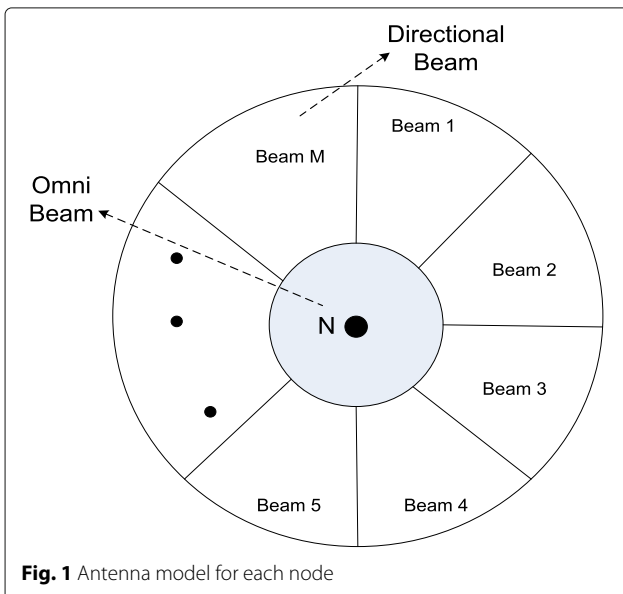 Directional
Beam
Beam 1
Beam M
Omni
Beam
Beam 2
N
Beam 3
Beam 5
Beam 4
Fig. 1 Antenna model for each node